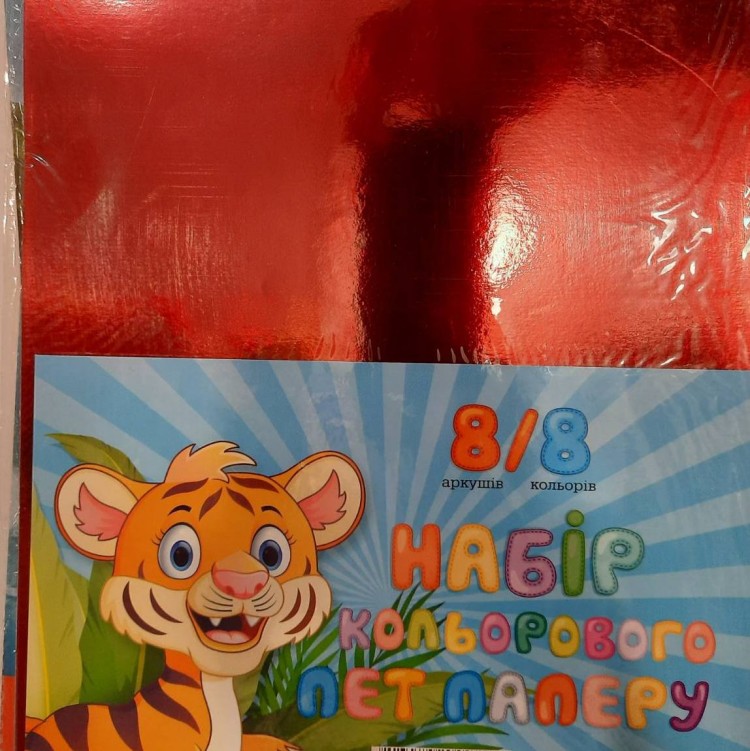 8/8
аркушів кольорів
НАБІР
КОЛЬОРОВОГО
ПЕТ ПАПЕРУ